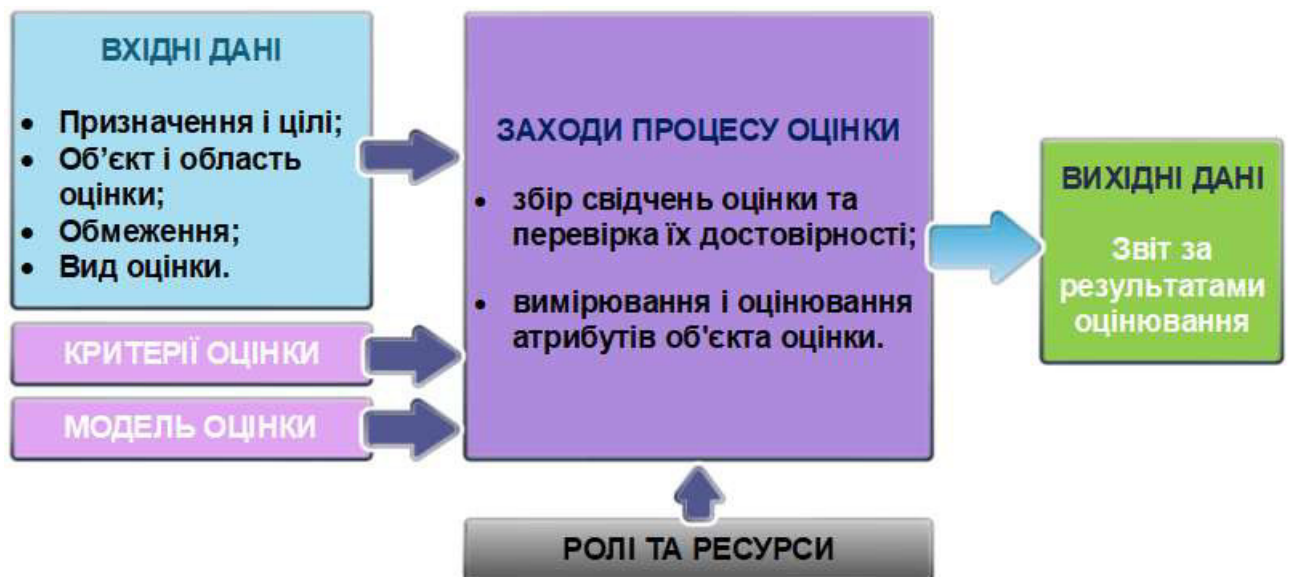 ВХІДНІ ДАНІ
• Призначення і цілі;
• Об’єкт і область
оцінки;
• Обмеження;
• Вид оцінки.
КРИТЕРІЇ ОЦІНКИ
МОДЕЛЬ ОЦІНКИ
ЗАХОДИ ПРОЦЕСУ ОЦІНКИ
• збір свідчень оцінки та
перевірка їх достовірності;
• вимірювання і оцінювання
атрибутів об'єкта оцінки.
РОЛІ ТА РЕСУРСИ
ВИХІДНІ ДАНІ
Звіт за
результатами
оцінювання